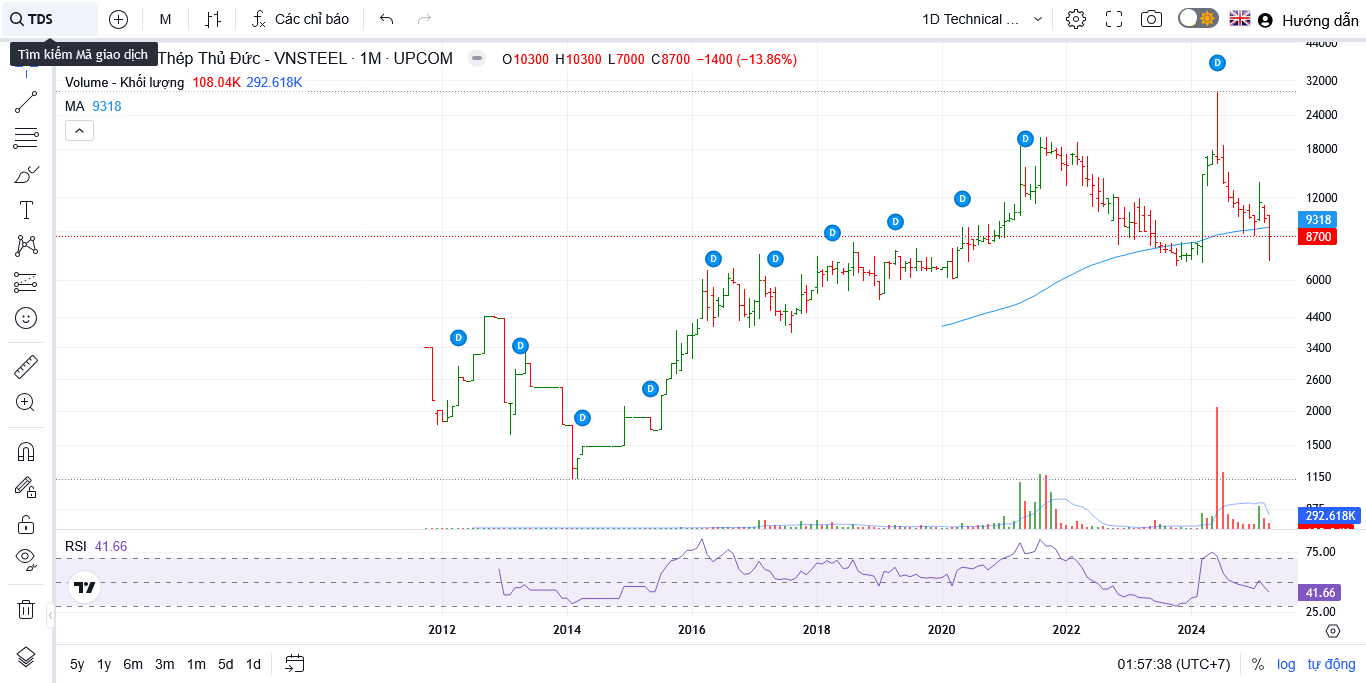 TDS
M
Các chỉ báo
1D Technical ...
Hướng dẫn
Tìm kiếm Mã giao dịch
Thép Thủ Đức - VNSTEEL · 1M · UPCOM
O10300 H10300 L7000 C8700 −1400 (−13.86%)
Volume - Khối lượng 108.04K 292.618K
MA 9318
44000
32000
24000
18000
12000
9318
8700
6000
4400
3400
2600
2000
1500
1150
292.618K
D
D
D
D
D
D
D
D
D
D
D
RSI 41.66
75.00
41.66
25.00
2012 2014 2016 2018 2020 2022 2024
5y 1y 6m 3m 1m 5d 1d
01:57:38 (UTC+7) % log tự động